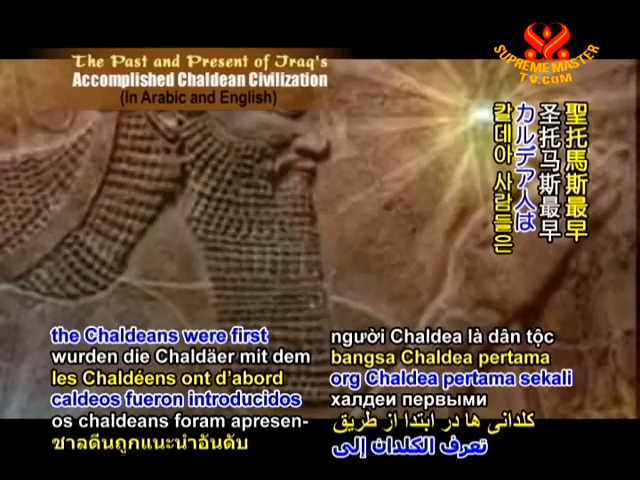 The Past and Present of Iraq's
Accomplished Chaldean Civilization
(In Arabic and English)
SUPREME MASTER
TV.COM
聖托馬斯最早
圣托马斯最早
カルデア人は
칼데아 사람들은
the Chaldeans were first
wurden die Chaldäer mit dem
les Chaldéens ont d’abord
caldeos fueron introducidos
os chaldeans foram apresen-
ชาลดีนถูกแนะนำอันดับ
người Chaldea là dân tộc
bangsa Chaldea pertama
org Chaldea pertama sekali
халдеи первыми
کلدانی ها در ابتدا از طریق
تعرف الكلدان إلى